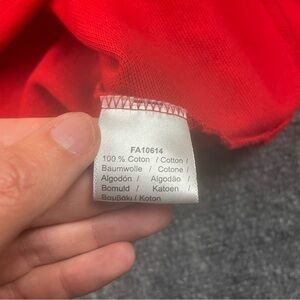 FA10614
100 % Coton / Cotton /
Baumwolle / Cotone /
Algodón / Algodão /
Bomuld / Katoen /
Βαμβάκι / Koton